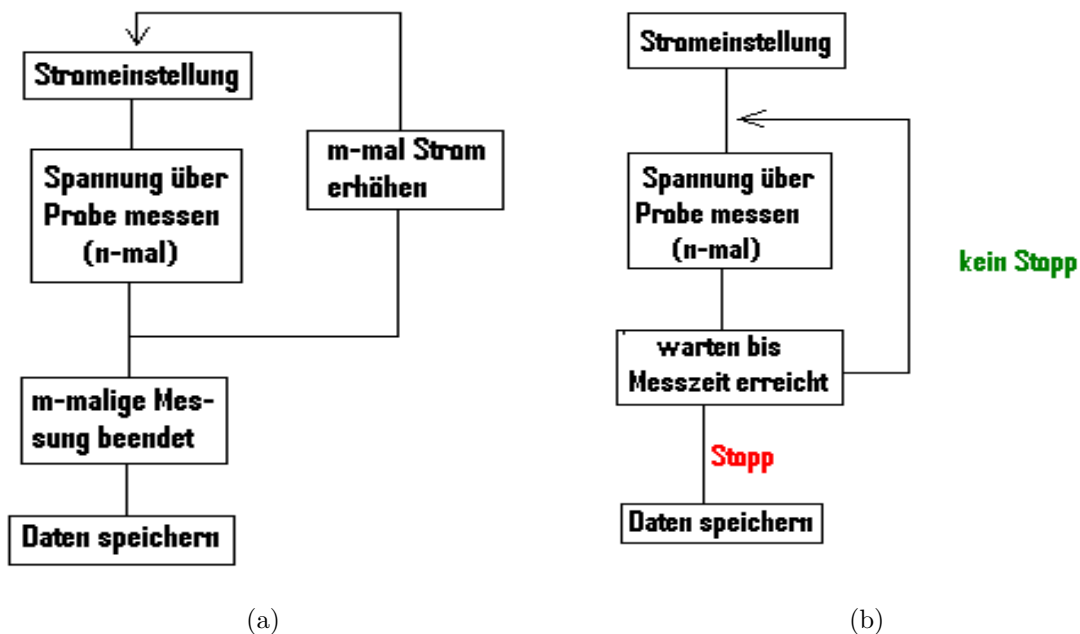 Stromeinstellung
Spannung über
Probe messen
(n-mal)
m-mal Strom
erhöhen
m-malige Mes-
sung beendet
Daten speichern
(a)
Stromeinstellung
Spannung über
Probe messen
(n-mal)
kein Stopp
warten bis
Messzeit erreicht
Stopp
Daten speichern
(b)